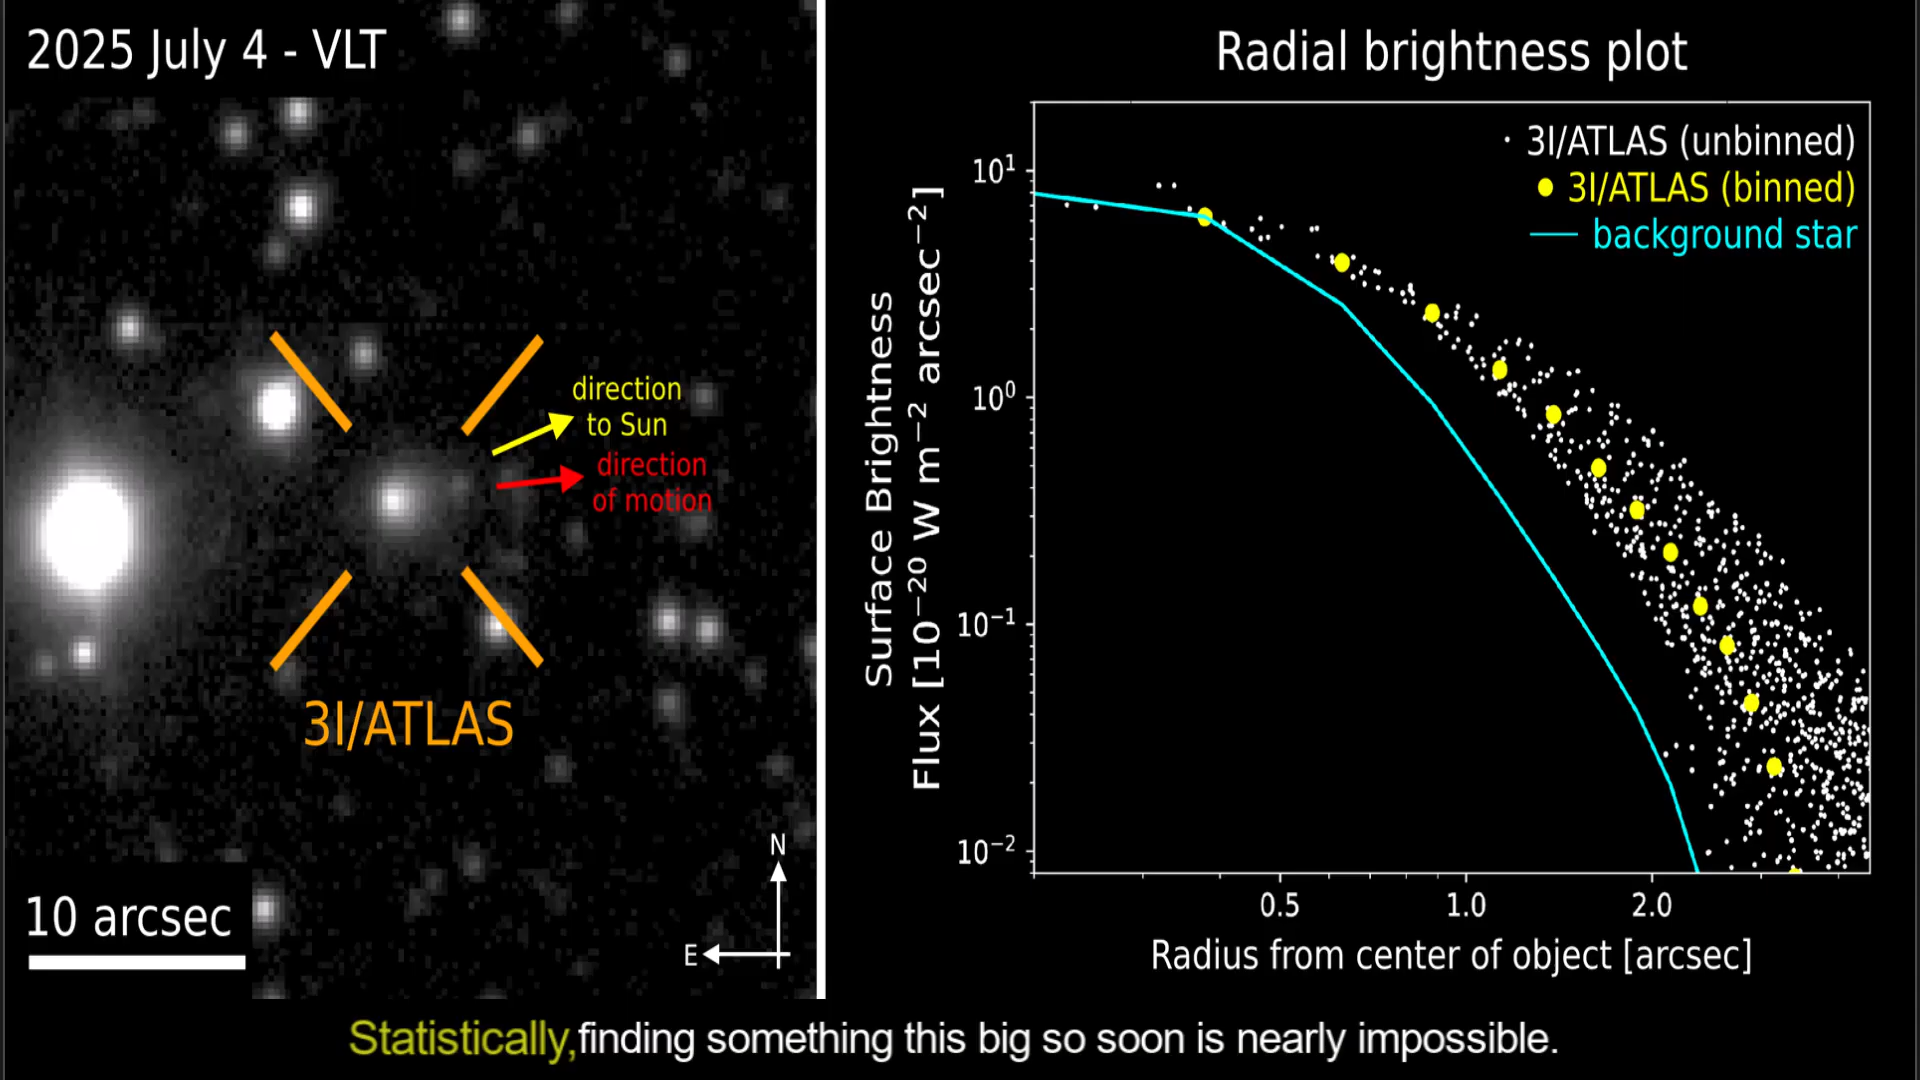 2025 July 4 - VLT
direction
to Sun
direction
of motion
3I/ATLAS
10 arcsec
N
E
Radial brightness plot
3I/ATLAS (unbinned)
3I/ATLAS (binned)
background star
Surface Brightness
Flux [10⁻²⁰ W m⁻² arcsec⁻²]
10¹
10⁰
10⁻¹
10⁻²
0.5 1.0 2.0
Radius from center of object [arcsec]
Statistically,finding something this big so soon is nearly impossible.